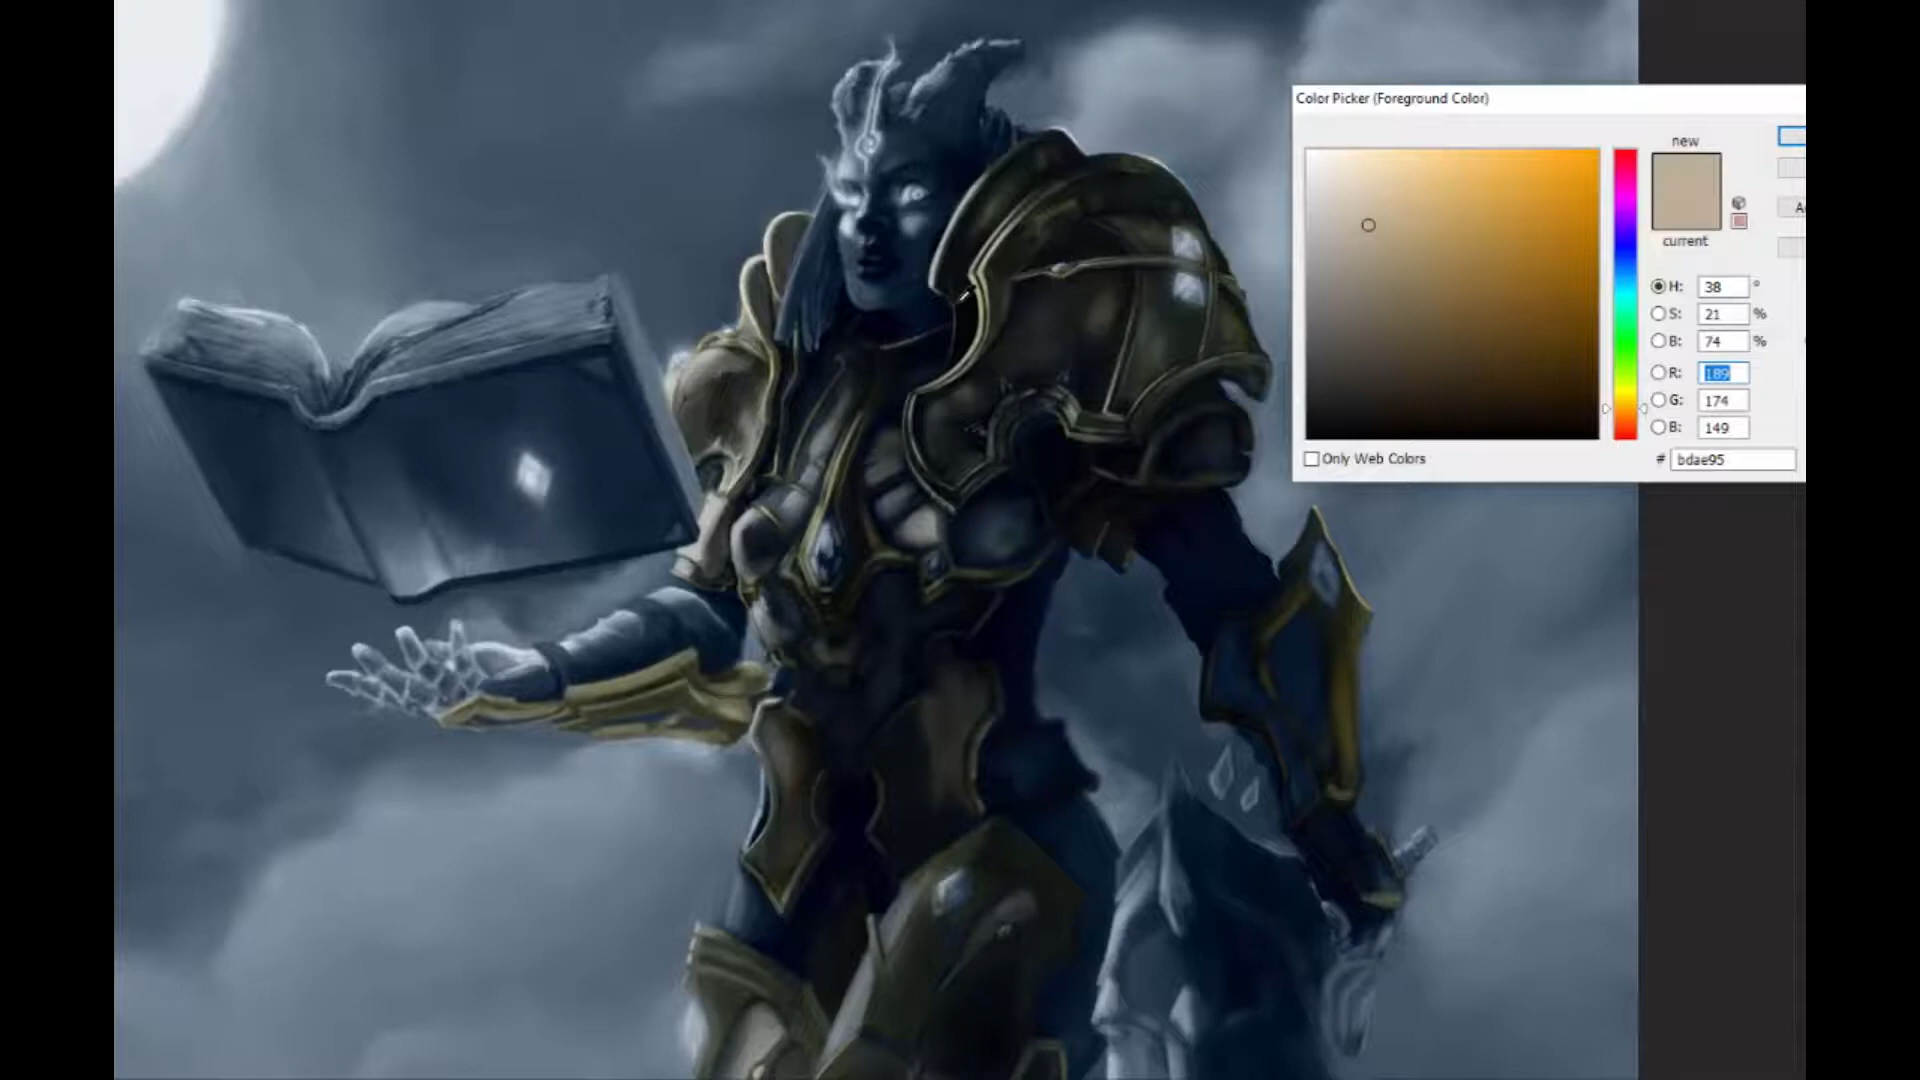 Color Picker (Foreground Color)
new
current
H: 38 °
S: 21 %
B: 74 %
R: 189
G: 174
B: 149
Only Web Colors
# bdae95